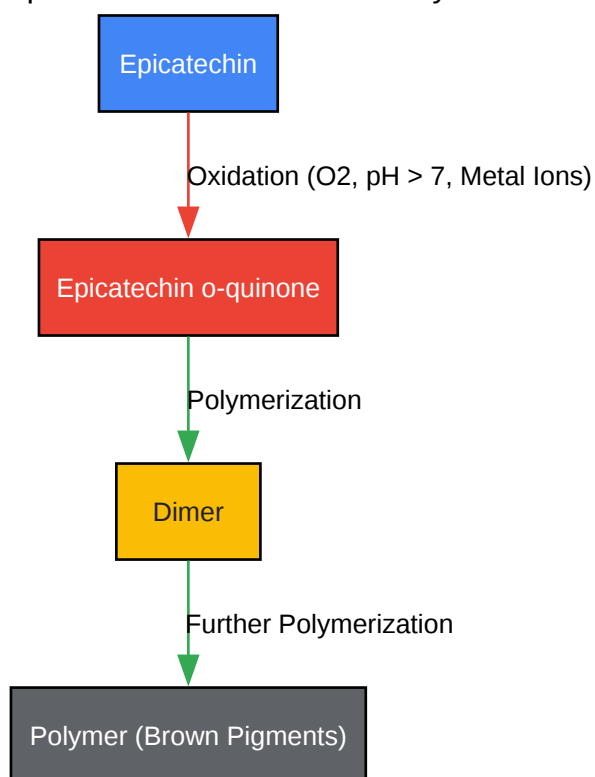 Epicatechin
Oxidation (O2, pH > 7, Metal Ions)
Epicatechin o-quinone
Polymerization
Dimer
Further Polymerization
Polymer (Brown Pigments)